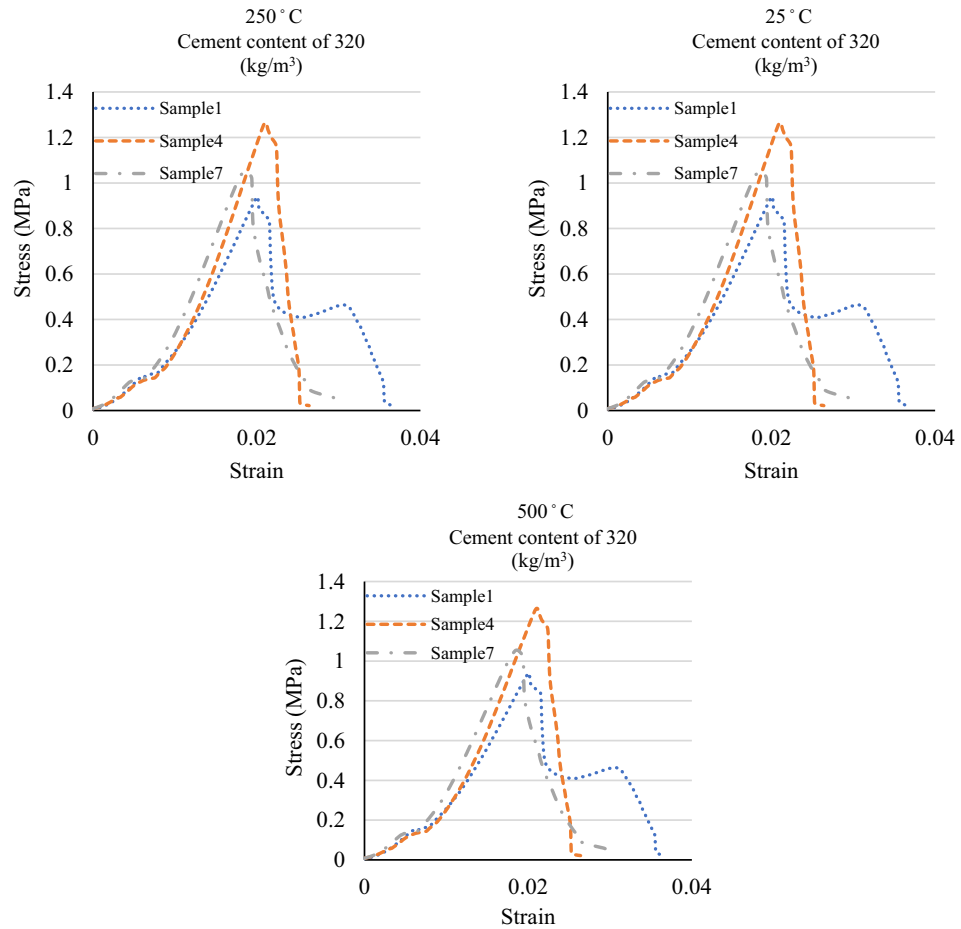 250°C
Cement content of 320
(kg/m³)
1.4
1.2
1
0.8
0.6
0.4
0.2
0
Stress (MPa)
Sample1
Sample4
Sample7
0
0.02
0.04
Strain
25°C
Cement content of 320
(kg/m³)
1.4
1.2
1
0.8
0.6
0.4
0.2
0
Stress (MPa)
Sample1
Sample4
Sample7
0
0.02
0.04
Strain
500°C
Cement content of 320
(kg/m³)
1.4
1.2
1
0.8
0.6
0.4
0.2
0
Stress (MPa)
Sample1
Sample4
Sample7
0
0.02
0.04
Strain